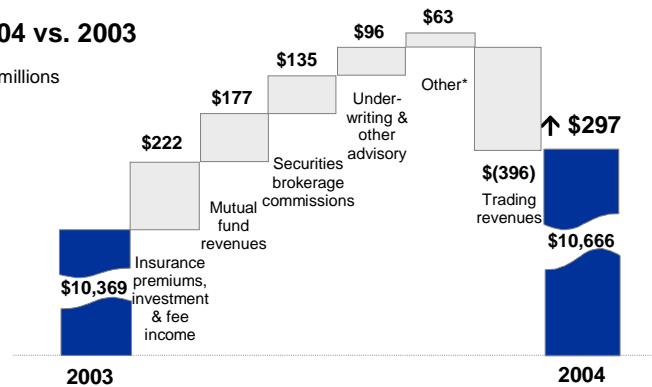 04 vs. 2003
millions
$63
$96
$135
$177
$222
Other*
Under-
writing &
other
advisory
↑ $297
Securities
brokerage
commissions
$(396)
Trading
revenues
Mutual
fund
revenues
$10,666
Insurance
premiums,
investment
& fee
income
$10,369
2003
2004